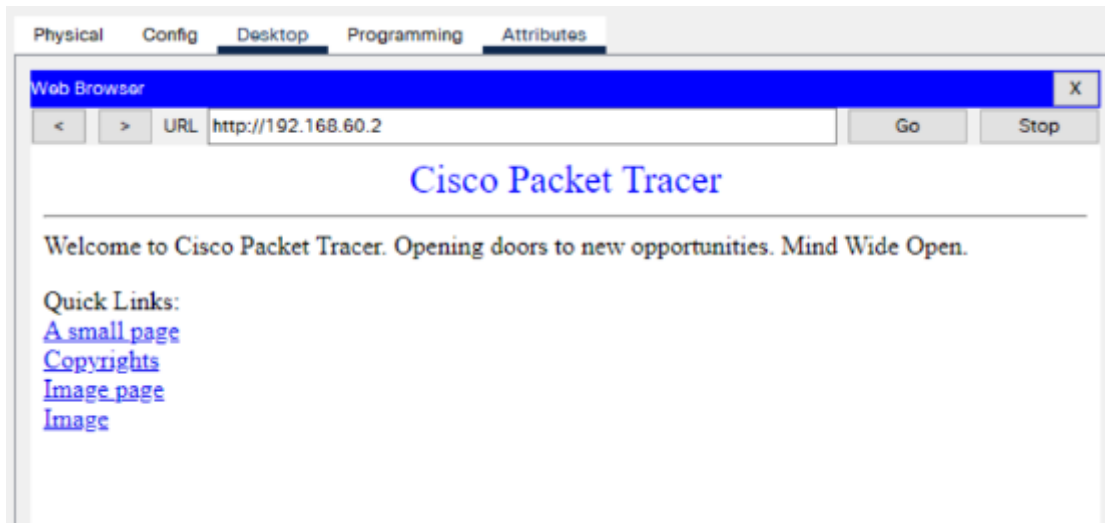 Physical Config Desktop Programming Attributes
Web Browser X
< > URL http://192.168.60.2 Go Stop
Cisco Packet Tracer
Welcome to Cisco Packet Tracer. Opening doors to new opportunities. Mind Wide Open.
Quick Links:
A small page
Copyrights
Image page
Image